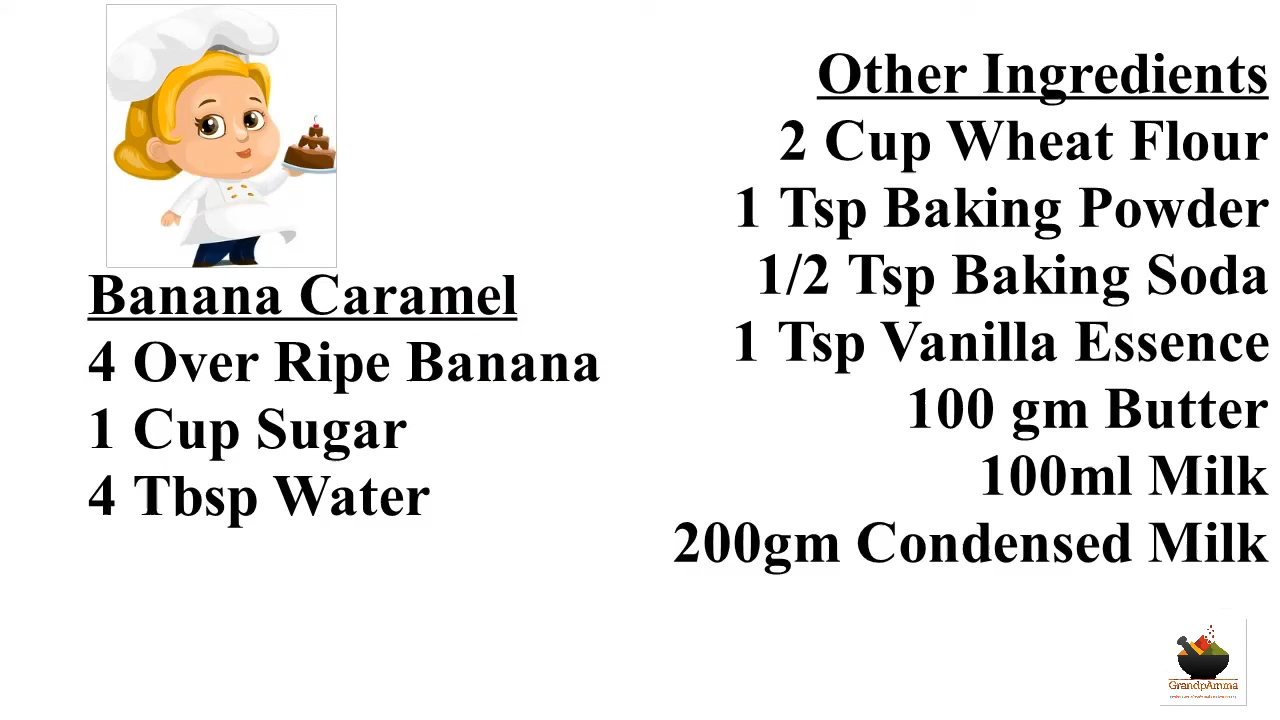 Banana Caramel
4 Over Ripe Banana
1 Cup Sugar
4 Tbsp Water
Other Ingredients
2 Cup Wheat Flour
1 Tsp Baking Powder
1/2 Tsp Baking Soda
1 Tsp Vanilla Essence
100 gm Butter
100ml Milk
200gm Condensed Milk
GrandpAmma